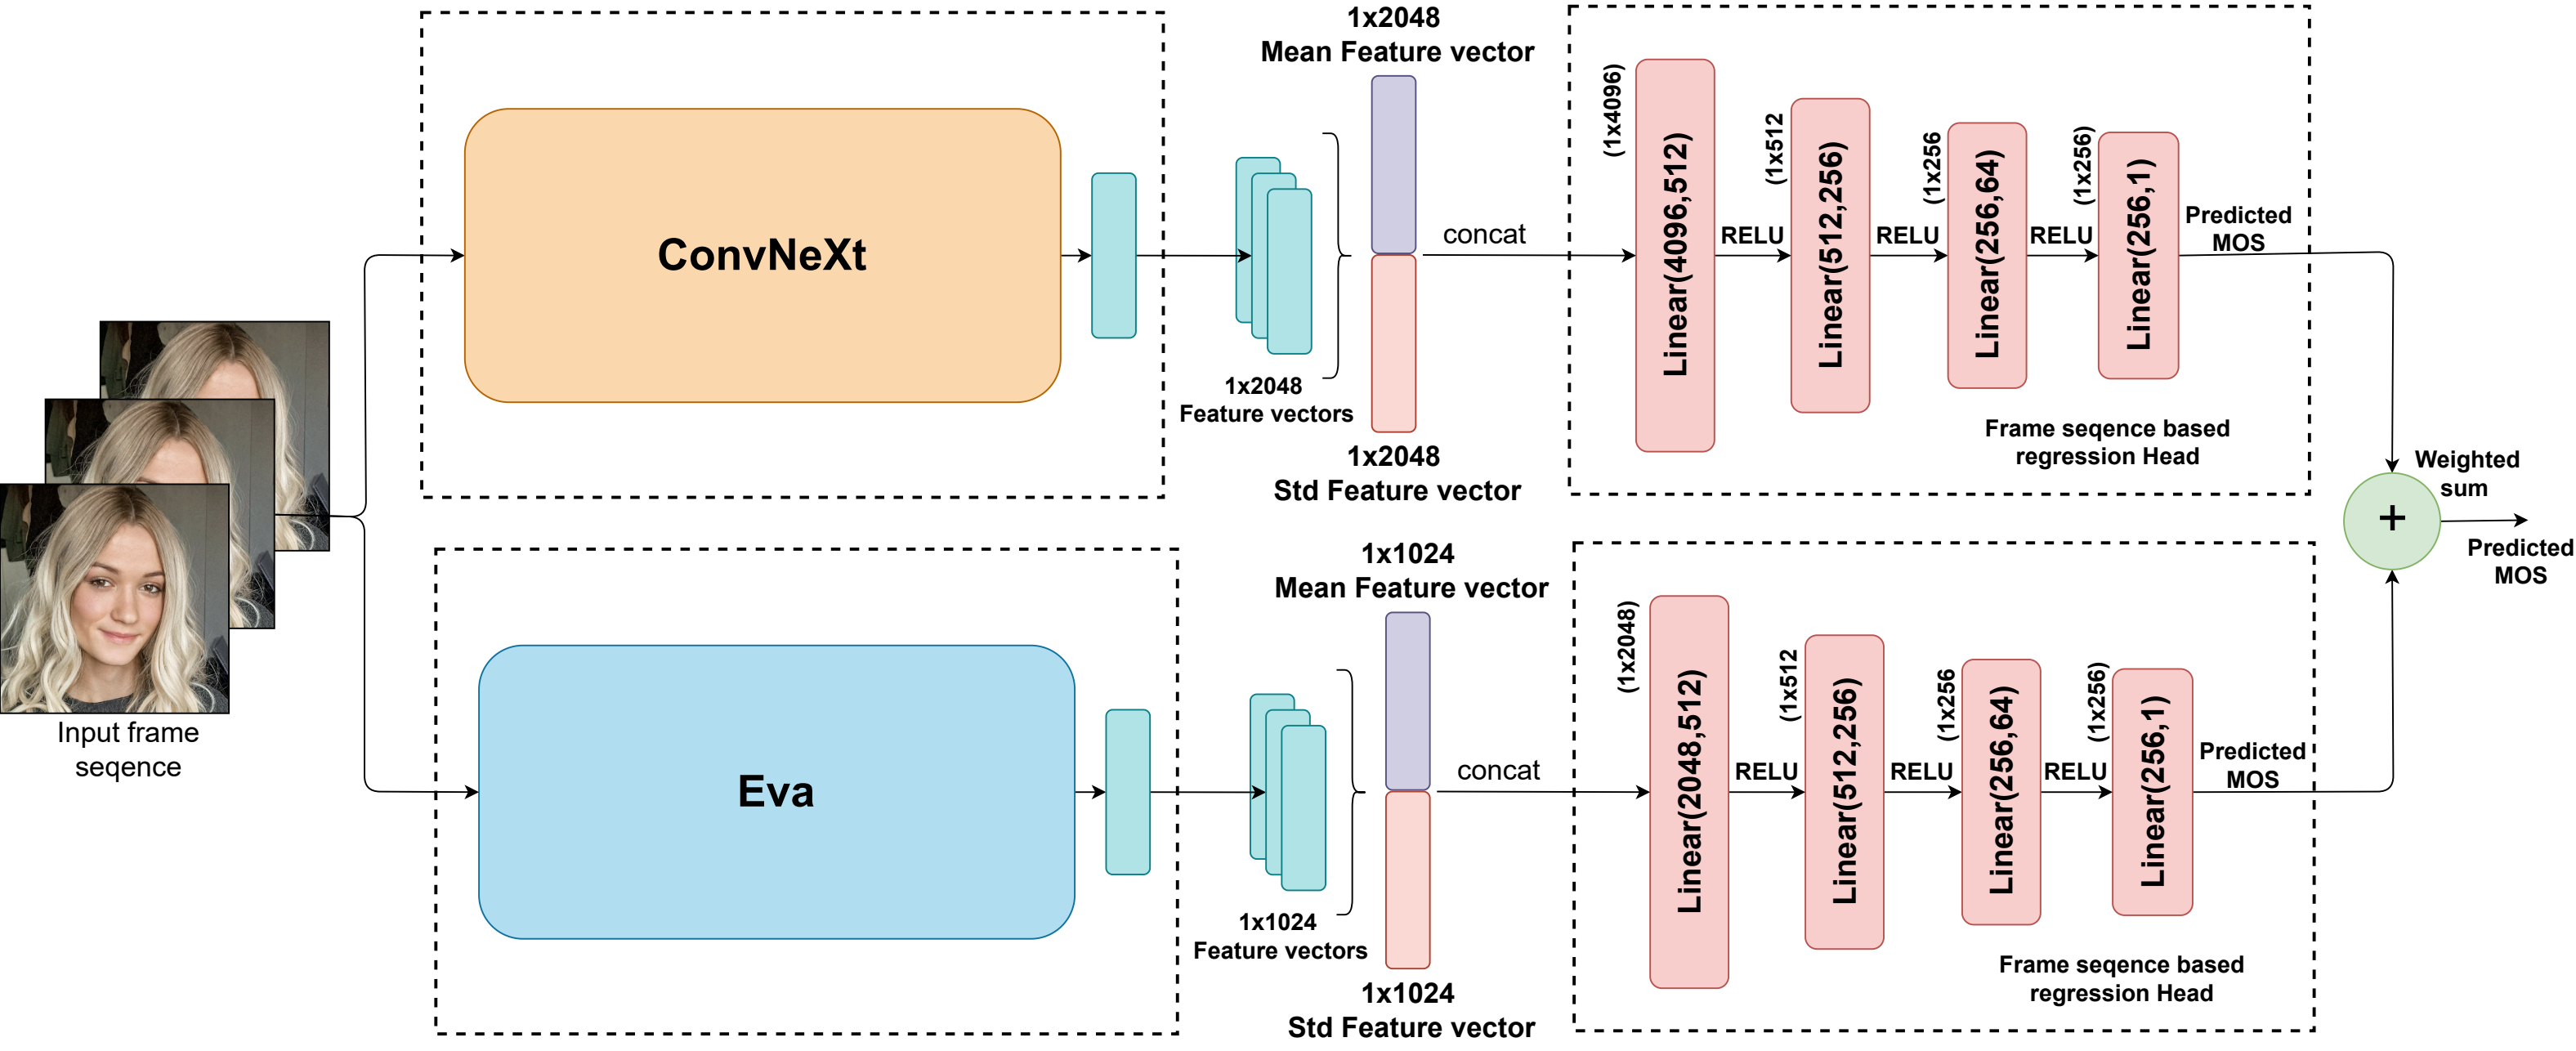 1x2048
Mean Feature vector
ConvNeXt
1x2048
Feature vectors
1x2048
Std Feature vector
concat
(1x4096)
Linear(4096,512)
RELU
(1x512
Linear(512,256)
RELU
(1x256
Linear(256,64)
RELU
(1x256)
Linear(256,1)
Predicted
MOS
Frame seqence based
regression Head
Input frame
seqence
Weighted
sum
+
Predicted
MOS
1x1024
Mean Feature vector
Eva
1x1024
Feature vectors
1x1024
Std Feature vector
concat
(1x2048)
Linear(2048,512)
RELU
(1x512
Linear(512,256)
RELU
(1x256
Linear(256,64)
RELU
(1x256)
Linear(256,1)
Predicted
MOS
Frame seqence based
regression Head